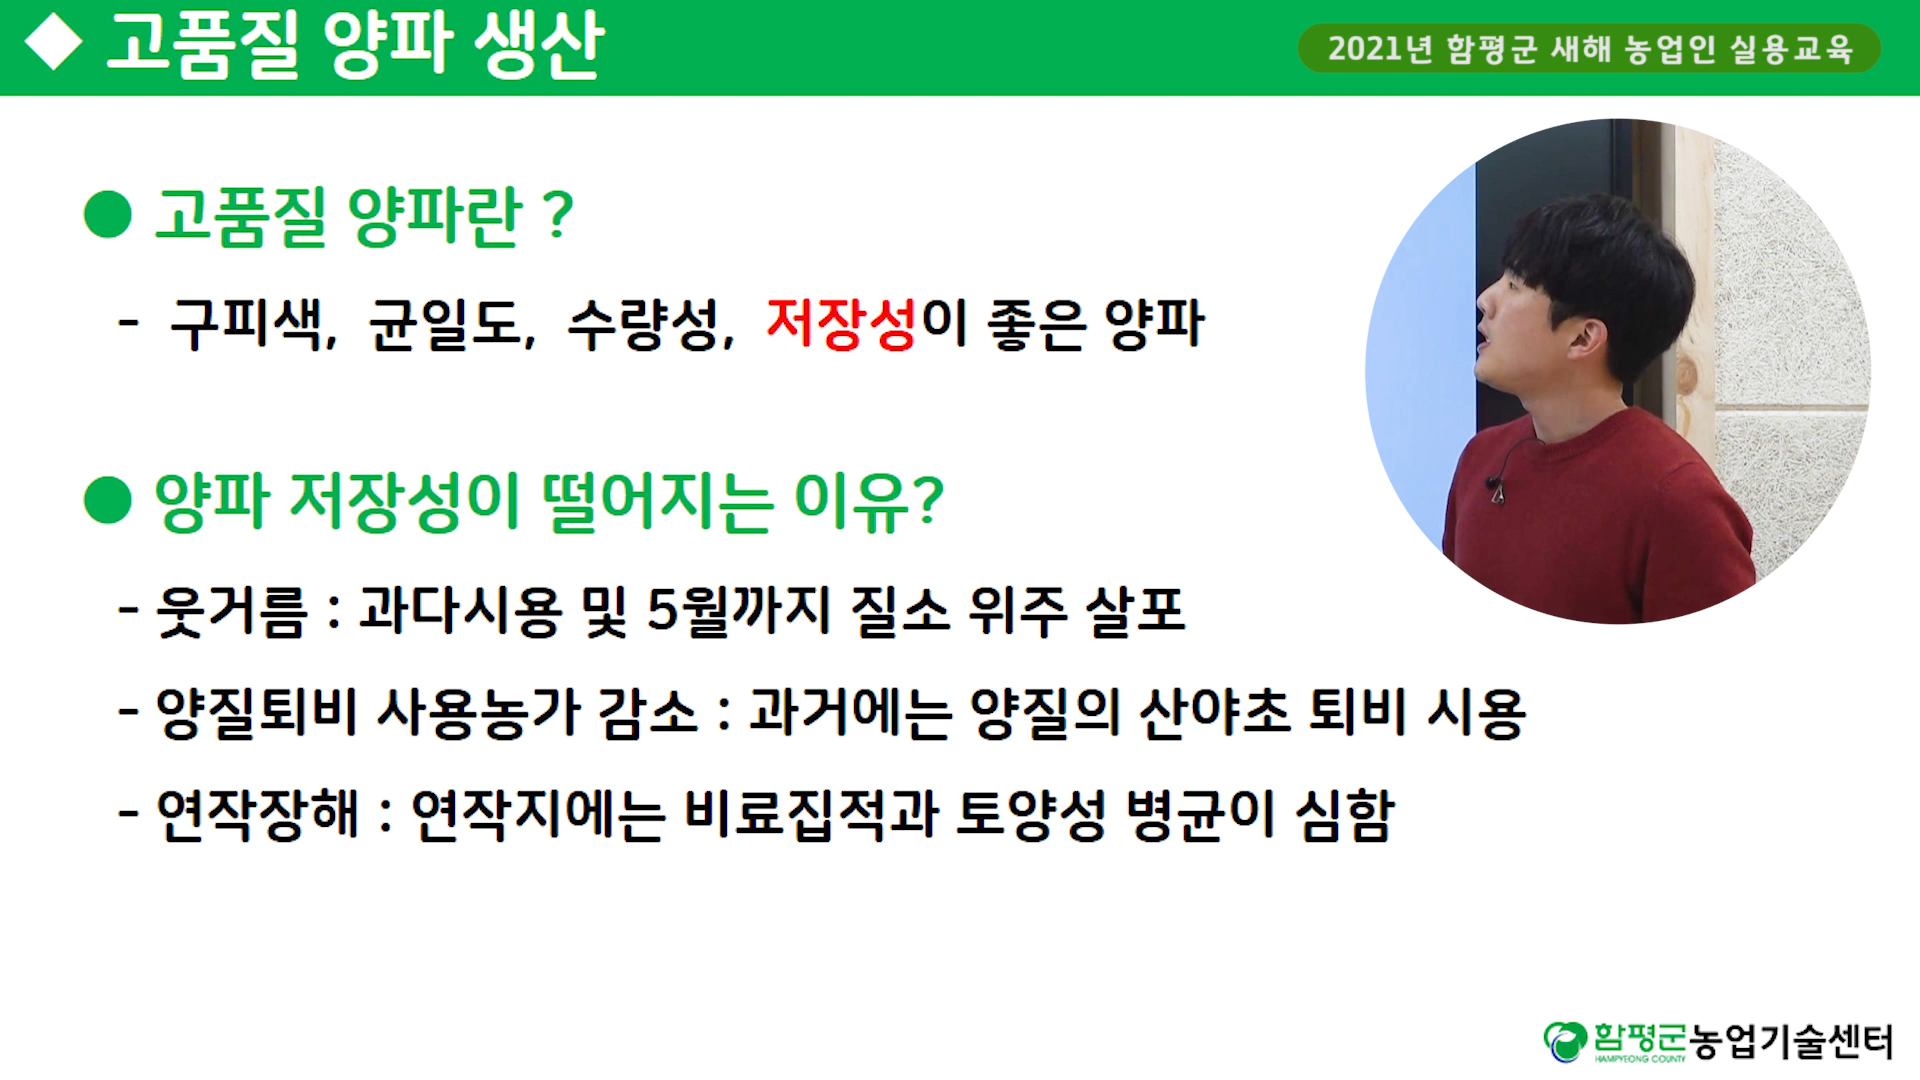 ◆ 고품질 양파 생산
2021년 함평군 새해 농업인 실용교육
● 고품질 양파란 ?
- 구피색, 균일도, 수량성, 저장성이 좋은 양파
● 양파 저장성이 떨어지는 이유?
- 웃거름 : 과다시용 및 5월까지 질소 위주 살포
- 양질퇴비 사용농가 감소 : 과거에는 양질의 산야초 퇴비 시용
- 연작장해 : 연작지에는 비료집적과 토양성 병균이 심함
함평군농업기술센터
HAMPYEONG COUNTY